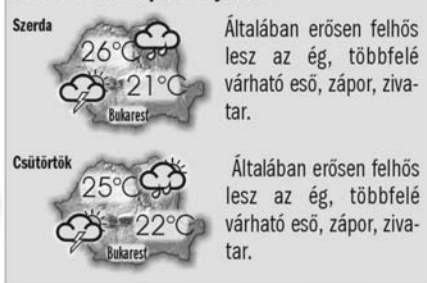 Szerda
26°C
21°C
Bukarest
Általában erősen felhős
lesz az ég, többfelé
várható eső, zápor, ziva-
tar.
Csütörtök
25°C
22°C
Bukarest
Általában erősen felhős
lesz az ég, többfelé
várható eső, zápor, ziva-
tar.